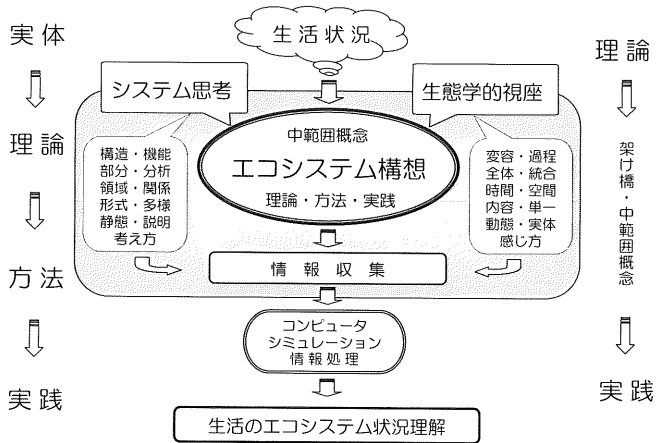 生活状況
実体
理論
方法
実践
システム思考
生態学的視座
中範囲概念
エコシステム構想
理論・方法・実践
構造・機能
部分・分析
領域・関係
形式・多様
静態・説明
考え方
変容・過程
全体・統合
時間・空間
内容・単一
動態・実体
感じ方
情報収集
コンピュータ
シミュレーション
情報処理
生活のエコシステム状況理解
理論
架け橋・中範囲概念
実践